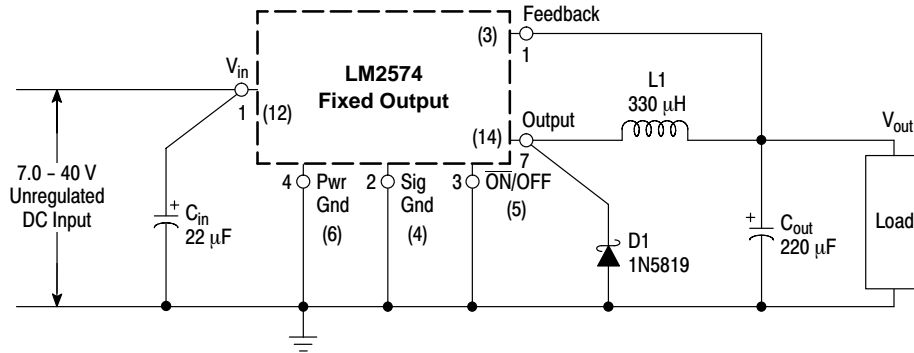 Feedback
(3)
1
LM2574
Fixed Output
V_in
1
(12)
L1
330 μH
Output
(14)
7
V_out
7.0 – 40 V
Unregulated
DC Input
C_in
22 μF
+
4
Pwr
Gnd
(6)
2
Sig
Gnd
(4)
3
O̅N̅/OFF
(5)
D1
1N5819
+
C_out
220 μF
Load